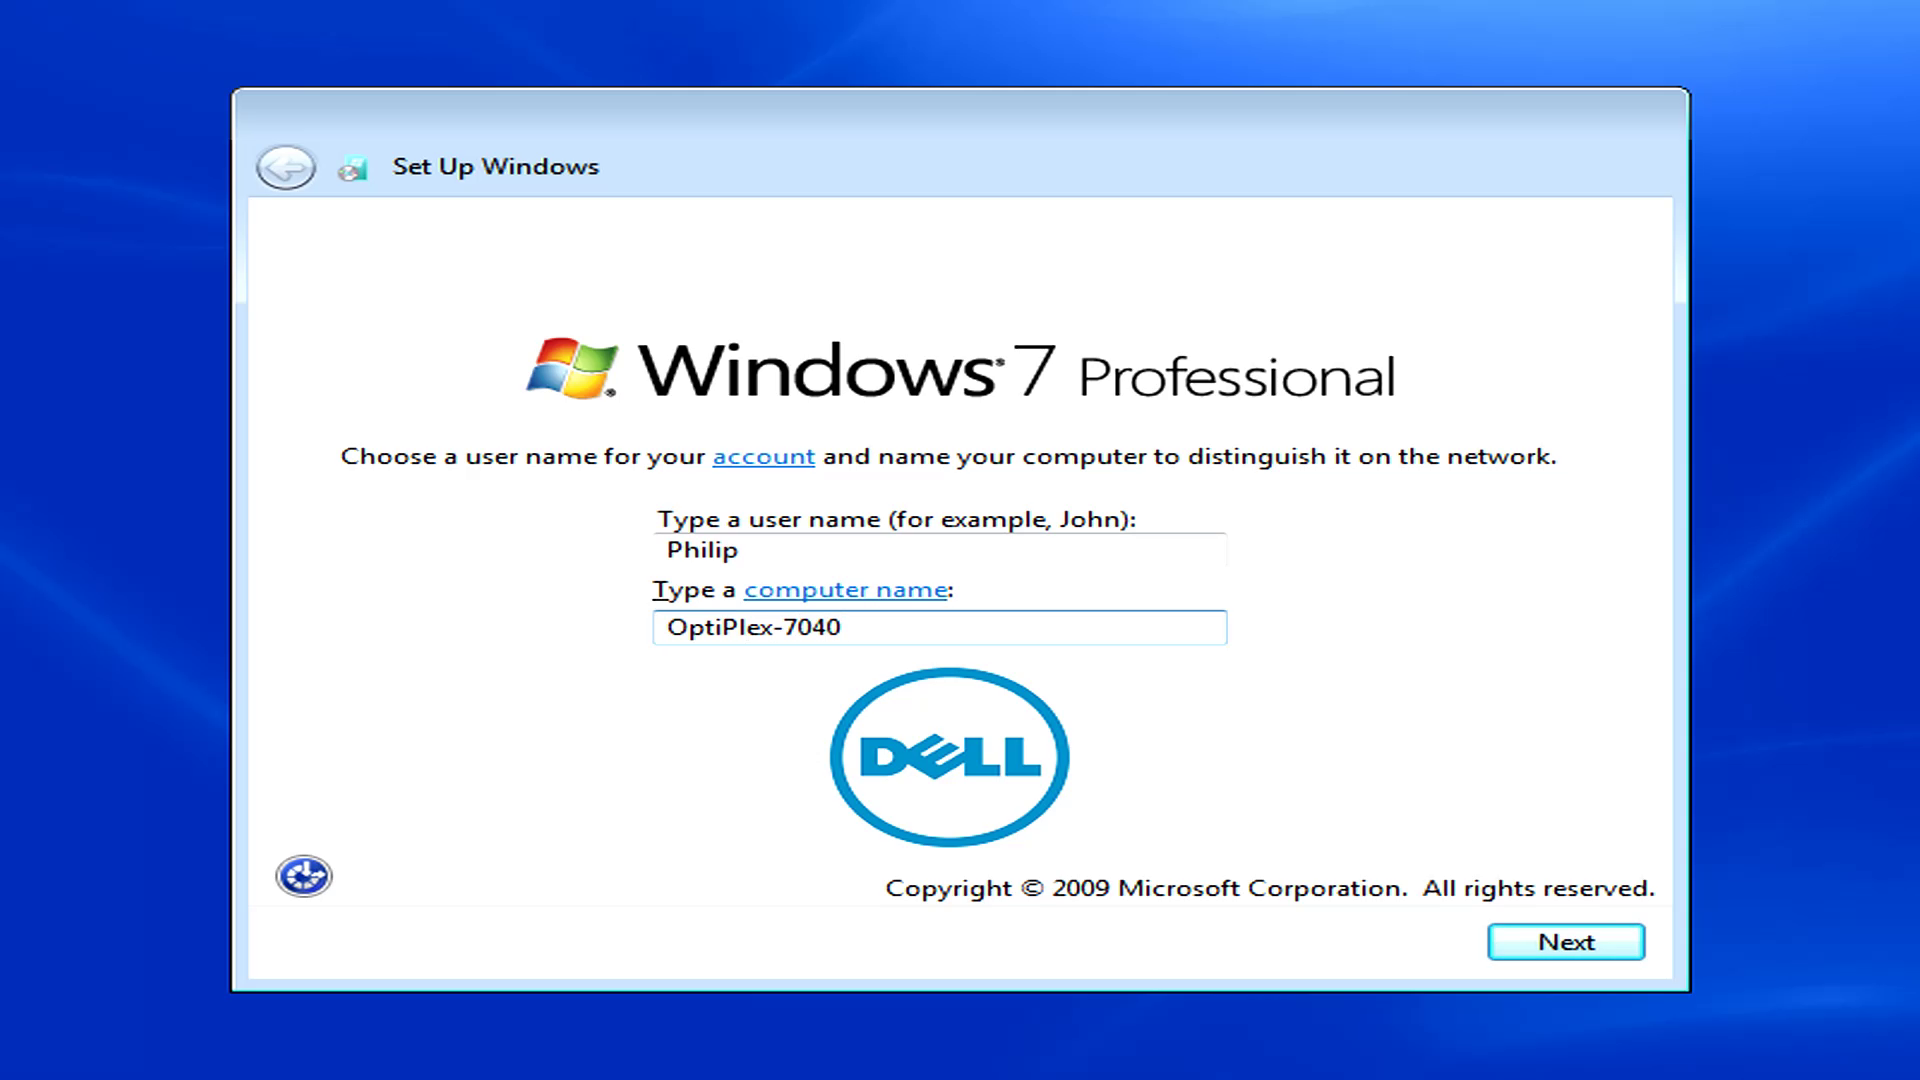 Set Up Windows
Windows® 7 Professional
Choose a user name for your account and name your computer to distinguish it on the network.
Type a user name (for example, John):
Philip
Type a computer name:
OptiPlex-7040
DELL
Copyright © 2009 Microsoft Corporation. All rights reserved.
Next